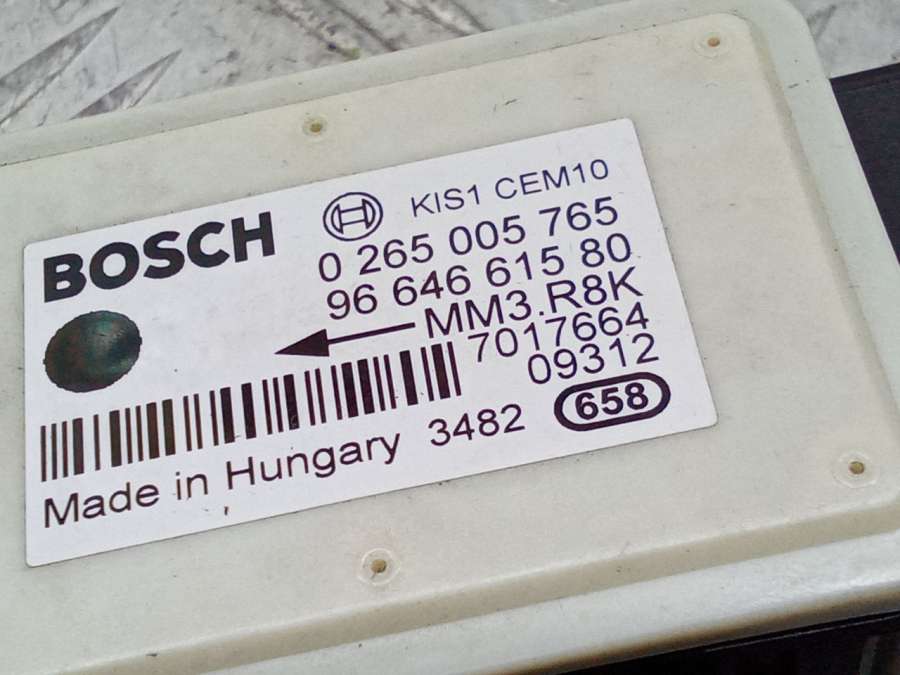 BOSCH
KIS1 CEM10
0 265 005 765
96 646 615 80
MM3.R8K
7017664
09312
Made in Hungary 3482 658